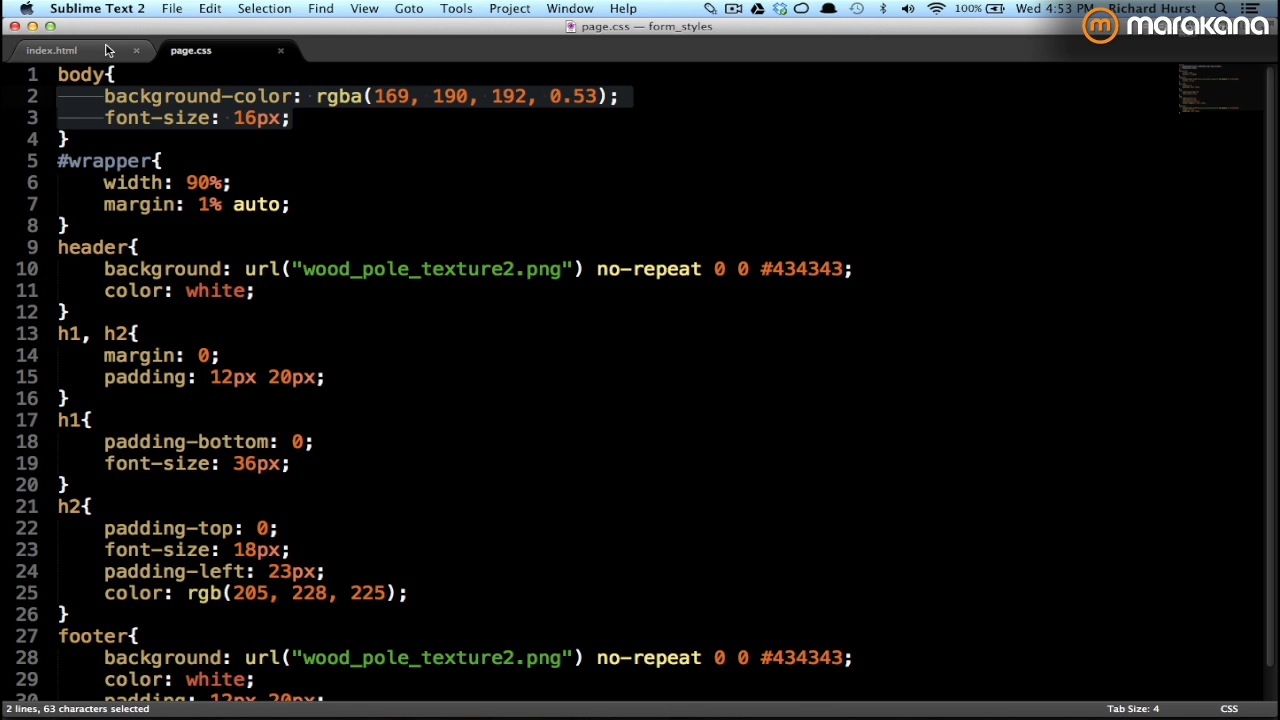 Sublime Text 2 File Edit Selection Find View Goto Tools Project Window Help 100% Wed 4:53 PM Richard Hurst
page.css — form_styles
marakana
index.html page.css
1 body{
2 background-color: rgba(169, 190, 192, 0.53);
3 font-size: 16px;
4 }
5 #wrapper{
6 width: 90%;
7 margin: 1% auto;
8 }
9 header{
10 background: url("wood_pole_texture2.png") no-repeat 0 0 #434343;
11 color: white;
12 }
13 h1, h2{
14 margin: 0;
15 padding: 12px 20px;
16 }
17 h1{
18 padding-bottom: 0;
19 font-size: 36px;
20 }
21 h2{
22 padding-top: 0;
23 font-size: 18px;
24 padding-left: 23px;
25 color: rgb(205, 228, 225);
26 }
27 footer{
28 background: url("wood_pole_texture2.png") no-repeat 0 0 #434343;
29 color: white;
30 padding: 12px 20px;
2 lines, 63 characters selected Tab Size: 4 CSS